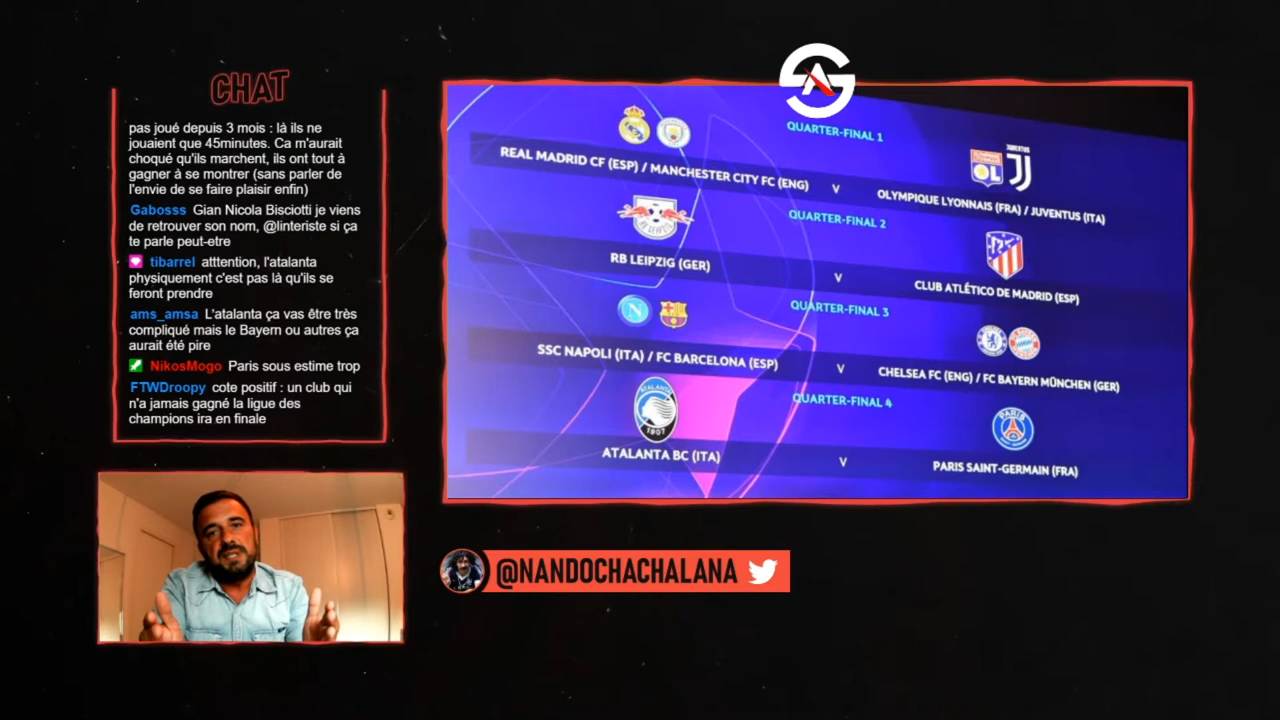 CHAT
pas joué depuis 3 mois : là ils ne
jouaient que 45minutes. Ca m'aurait
choqué qu'ils marchent, ils ont tout à
gagner à se montrer (sans parler de
l'envie de se faire plaisir enfin)
Gabosss Gian Nicola Bisciotti je viens
de retrouver son nom, @linteriste si ça
te parle peut-etre
tibarrel atttention, l'atalanta
physiquement c'est pas là qu'ils se
feront prendre
ams_amsa L'atalanta ça vas être très
compliqué mais le Bayern ou autres ça
aurait été pire
NikosMogo Paris sous estime trop
FTWDroopy cote positif : un club qui
n'a jamais gagné la ligue des
champions ira en finale
QUARTER-FINAL 1
JUVENTUS
OL
REAL MADRID CF (ESP) / MANCHESTER CITY FC (ENG) V OLYMPIQUE LYONNAIS (FRA) / JUVENTUS (ITA)
QUARTER-FINAL 2
RB LEIPZIG (GER) V CLUB ATLÉTICO DE MADRID (ESP)
QUARTER-FINAL 3
N
SSC NAPOLI (ITA) / FC BARCELONA (ESP) V CHELSEA FC (ENG) / FC BAYERN MÜNCHEN (GER)
QUARTER-FINAL 4
ATALANTA
1907
PARIS
ATALANTA BC (ITA) V PARIS SAINT-GERMAIN (FRA)
@NANDOCHACHALANA